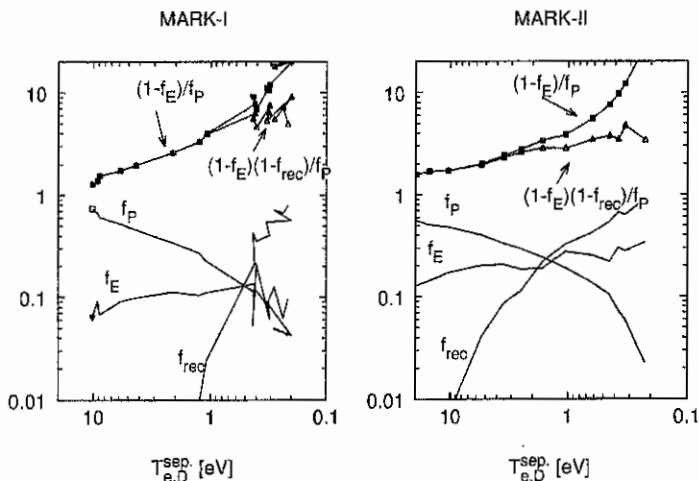 MARK-I
MARK-II
10
(1-f_E)/f_P
(1-f_E)(1-f_rec)/f_P
1
f_P
f_E
0.1
f_rec
0.01
10
1
0.1
T_e,D^sep. [eV]
10
(1-f_E)/f_P
(1-f_E)(1-f_rec)/f_P
1
f_P
f_E
0.1
f_rec
0.01
10
1
0.1
T_e,D^sep. [eV]